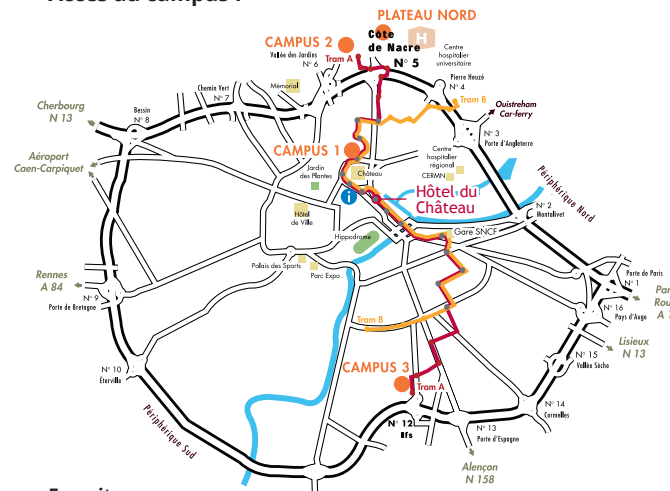 PLATEAU NORD
CAMPUS 2
Côte
de Nacre
N° 5
H
Centre
hospitalier
universitaire
Vallée des Jardins
N° 6
Tram A
Pierre Heuzé
N° 4
Mémorial
Chemin Vert
N° 7
Tram B
Ouistreham
Car-ferry
Cherbourg
N 13
Bessin
N° 8
N° 3
Porte d'Angleterre
CAMPUS 1
Centre
hospitalier
régional
CERMN
Aéroport
Caen-Carpiquet
Jardin
des Plantes
Château
i
Hôtel du
Château
Périphérique Nord
N° 2
Montalivet
Hôtel
de Ville
Hippodrome
Gare SNCF
Palais des Sports
Parc Expo
Porte de Paris
N° 1
Rennes
A 84
N° 9
Porte de Bretagne
N° 16
Pays d'Auge
Tram B
Lisieux
N 13
N° 15
Vallée Sèche
N° 10
Éterville
CAMPUS 3
Tram A
N° 14
Cormelles
Périphérique Sud
N° 12
Ifs
N° 13
Porte d'Espagne
Alençon
N 158